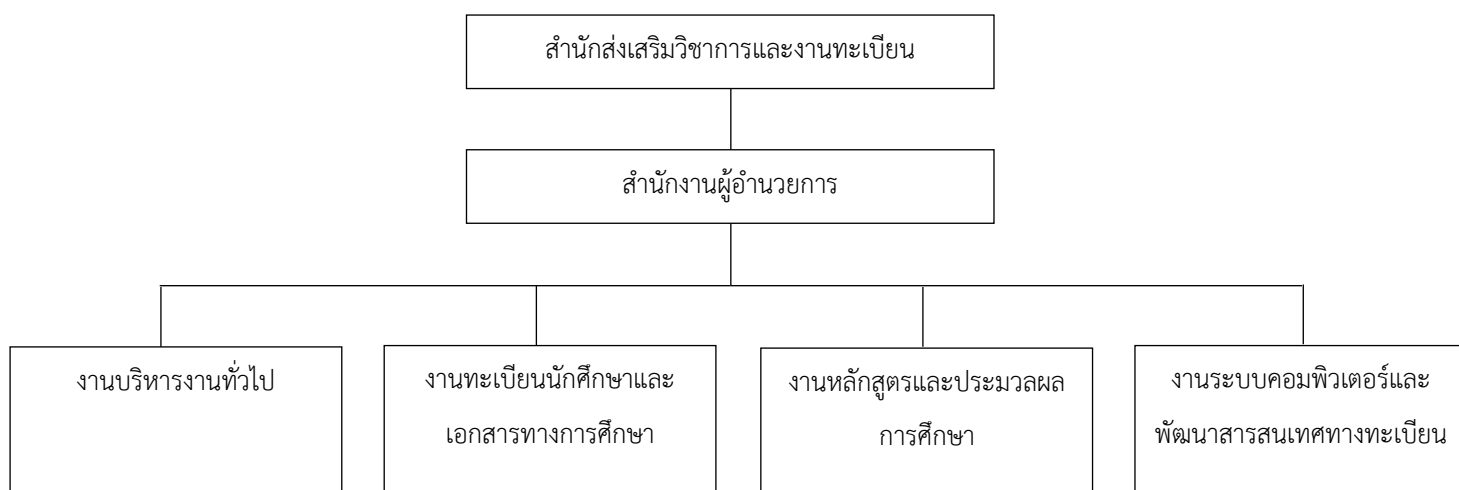 สำนักส่งเสริมวิชาการและงานทะเบียน
สำนักงานผู้อำนวยการ
งานบริหารงานทั่วไป
งานทะเบียนนักศึกษาและ
เอกสารทางการศึกษา
งานหลักสูตรและประมวลผล
การศึกษา
งานระบบคอมพิวเตอร์และ
พัฒนาสารสนเทศทางทะเบียน